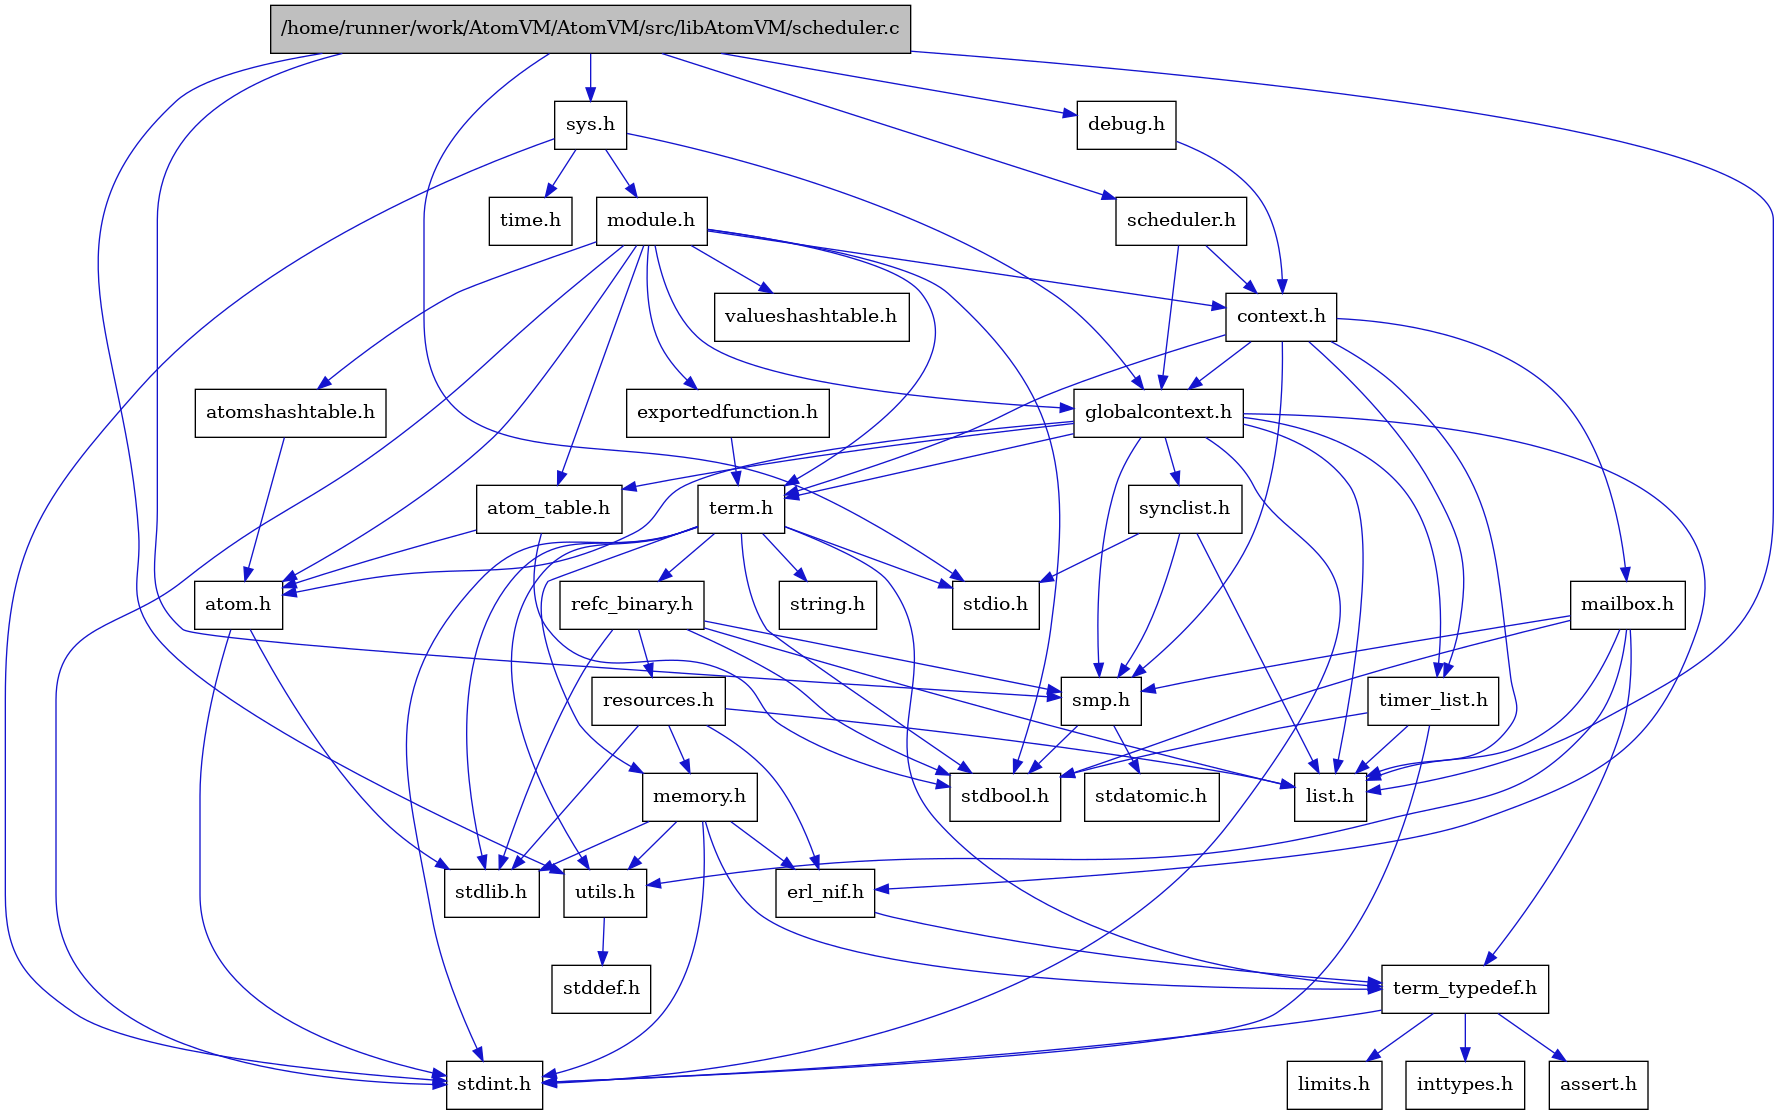 /home/runner/work/AtomVM/AtomVM/src/libAtomVM/scheduler.c
sys.h
debug.h
time.h
module.h
scheduler.h
valueshashtable.h
context.h
atomshashtable.h
exportedfunction.h
globalcontext.h
atom_table.h
term.h
synclist.h
atom.h
refc_binary.h
string.h
stdio.h
mailbox.h
resources.h
smp.h
timer_list.h
memory.h
stdbool.h
stdatomic.h
list.h
stdlib.h
utils.h
erl_nif.h
stddef.h
term_typedef.h
stdint.h
limits.h
inttypes.h
assert.h